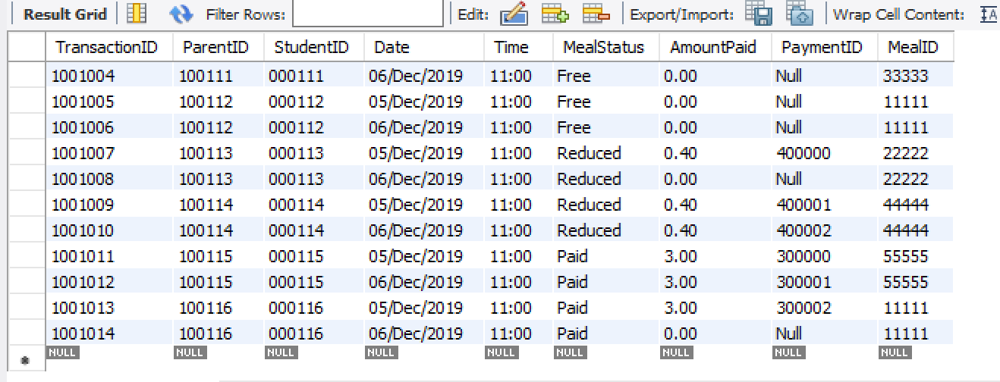 Result Grid Filter Rows: Edit: Export/Import: Wrap Cell Content: IA
TransactionID ParentID StudentID Date Time MealStatus AmountPaid PaymentID MealID
1001004 100111 000111 06/Dec/2019 11:00 Free 0.00 Null 33333
1001005 100112 000112 05/Dec/2019 11:00 Free 0.00 Null 11111
1001006 100112 000112 06/Dec/2019 11:00 Free 0.00 Null 11111
1001007 100113 000113 05/Dec/2019 11:00 Reduced 0.40 400000 22222
1001008 100113 000113 06/Dec/2019 11:00 Reduced 0.00 Null 22222
1001009 100114 000114 05/Dec/2019 11:00 Reduced 0.40 400001 44444
1001010 100114 000114 06/Dec/2019 11:00 Reduced 0.40 400002 44444
1001011 100115 000115 05/Dec/2019 11:00 Paid 3.00 300000 55555
1001012 100115 000115 06/Dec/2019 11:00 Paid 3.00 300001 55555
1001013 100116 000116 05/Dec/2019 11:00 Paid 3.00 300002 11111
1001014 100116 000116 06/Dec/2019 11:00 Paid 0.00 Null 11111
NULL NULL NULL NULL NULL NULL NULL NULL NULL